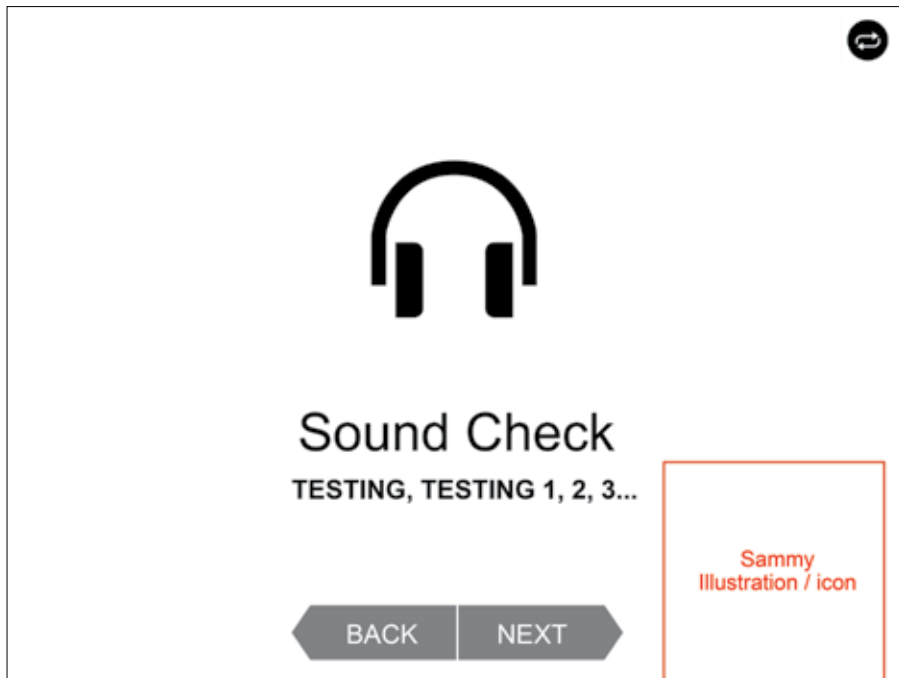 Sound Check
TESTING, TESTING 1, 2, 3...
Sammy
Illustration / icon
BACK
NEXT